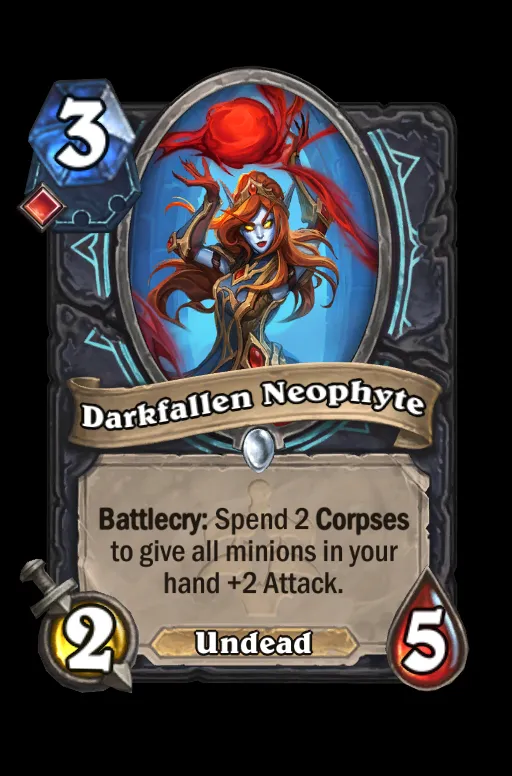 3
Darkfallen Neophyte
Battlecry: Spend 2 Corpses
to give all minions in your
hand +2 Attack.
2
Undead
5